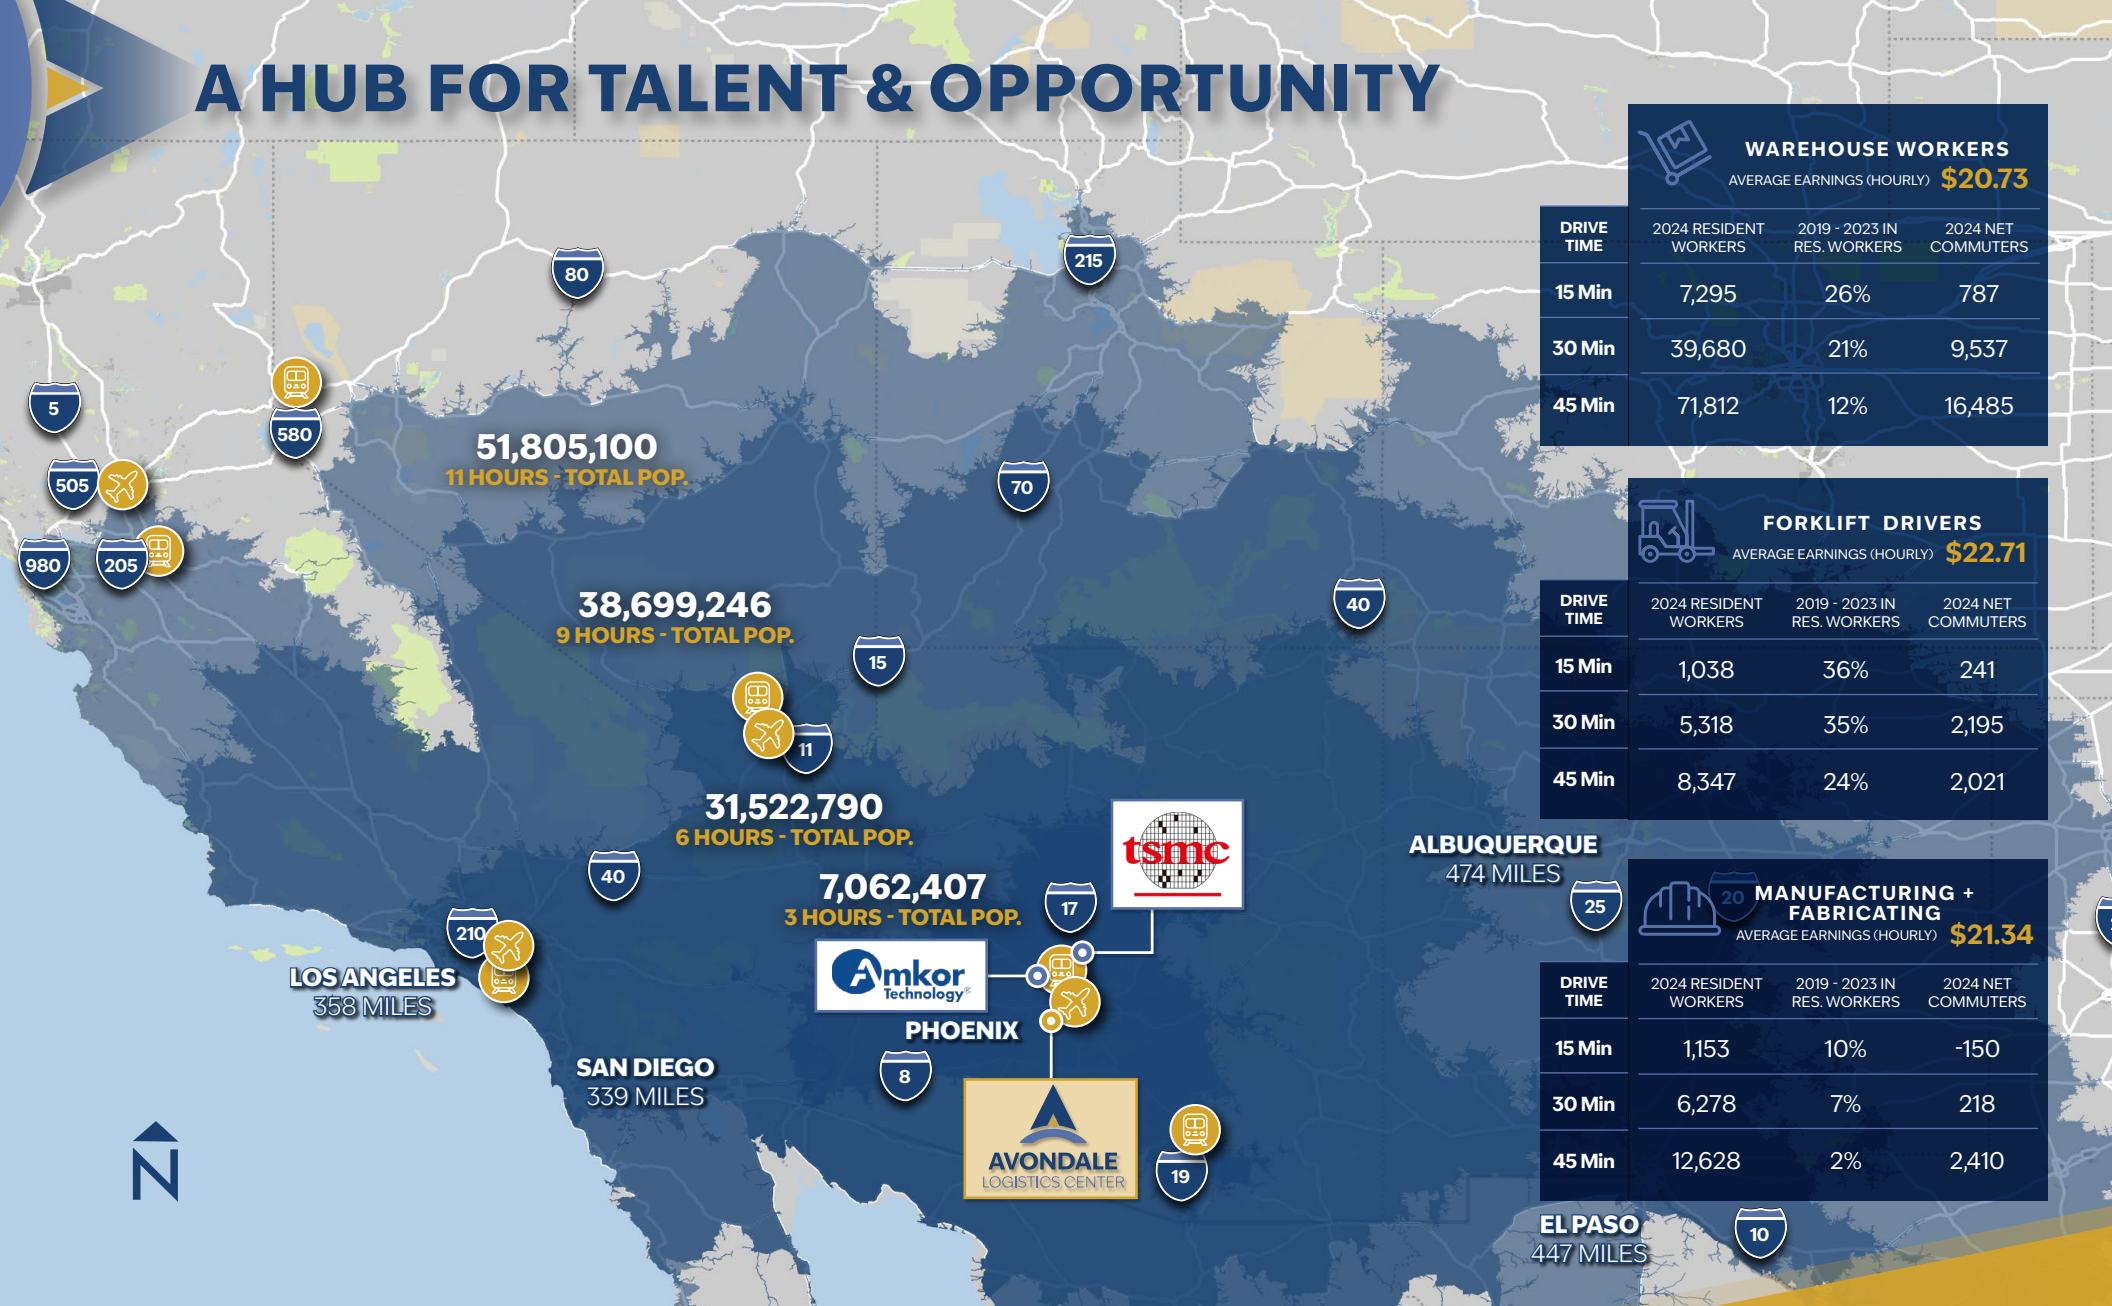 A HUB FOR TALENT & OPPORTUNITY
WAREHOUSE WORKERS
AVERAGE EARNINGS (HOURLY) $20.73
DRIVE TIME 2024 RESIDENT WORKERS 2019 - 2023 IN RES. WORKERS 2024 NET COMMUTERS
15 Min 7,295 26% 787
30 Min 39,680 21% 9,537
45 Min 71,812 12% 16,485
FORKLIFT DRIVERS
AVERAGE EARNINGS (HOURLY) $22.71
DRIVE TIME 2024 RESIDENT WORKERS 2019 - 2023 IN RES. WORKERS 2024 NET COMMUTERS
15 Min 1,038 36% 241
30 Min 5,318 35% 2,195
45 Min 8,347 24% 2,021
20
MANUFACTURING +
FABRICATING
AVERAGE EARNINGS (HOURLY) $21.34
DRIVE TIME 2024 RESIDENT WORKERS 2019 - 2023 IN RES. WORKERS 2024 NET COMMUTERS
15 Min 1,153 10% -150
30 Min 6,278 7% 218
45 Min 12,628 2% 2,410
80
215
5
580
505
980
205
51,805,100
11 HOURS - TOTAL POP.
70
38,699,246
9 HOURS - TOTAL POP.
40
15
11
31,522,790
6 HOURS - TOTAL POP.
40
7,062,407
3 HOURS - TOTAL POP.
17
tsmc
ALBUQUERQUE
474 MILES
25
210
LOS ANGELES
358 MILES
Amkor
Technology®
PHOENIX
SAN DIEGO
339 MILES
8
AVONDALE
LOGISTICS CENTER
19
EL PASO
447 MILES
10
N